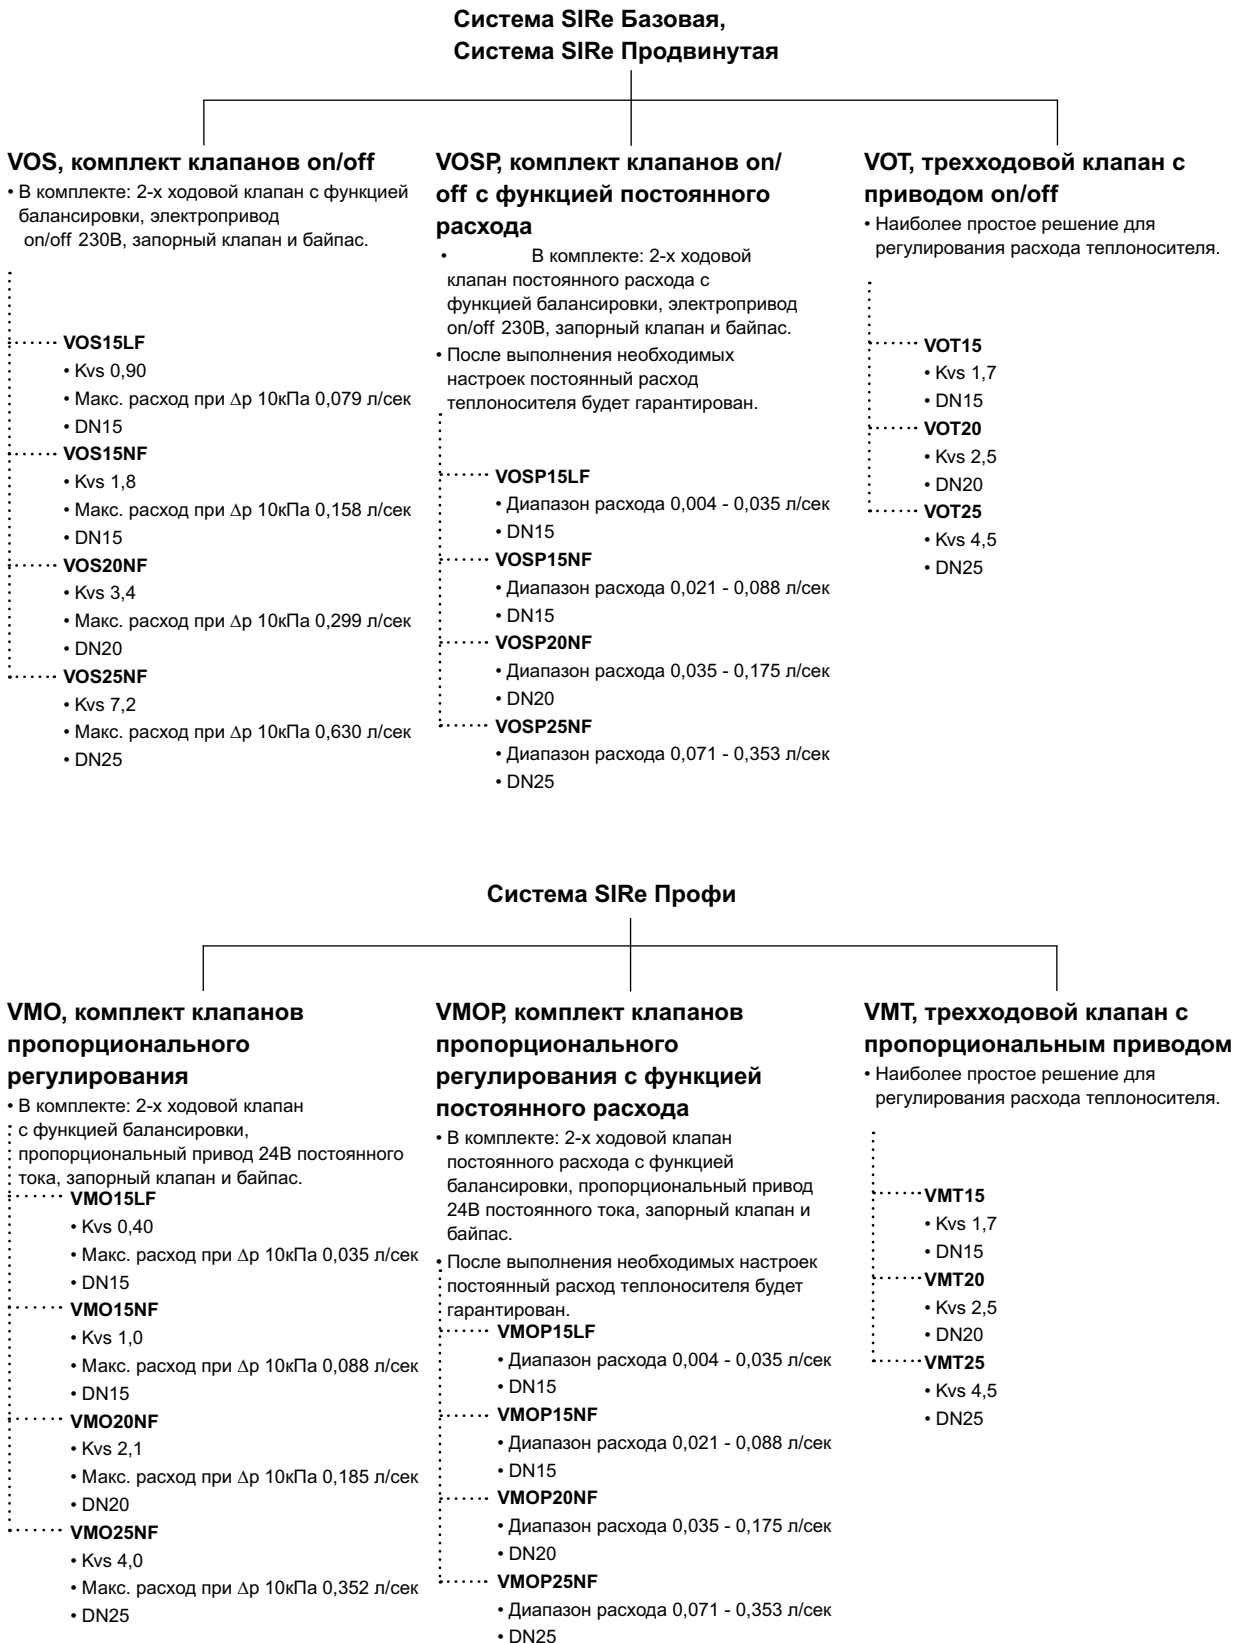 Система SIRe Базовая,
Система SIRe Продвинутая
VOS, комплект клапанов on/off
• В комплекте: 2-х ходовой клапан с функцией
балансировки, электропривод
on/off 230В, запорный клапан и байпас.
VOS15LF
• Kvs 0,90
• Макс. расход при Δp 10кПа 0,079 л/сек
• DN15
VOS15NF
• Kvs 1,8
• Макс. расход при Δp 10кПа 0,158 л/сек
• DN15
VOS20NF
• Kvs 3,4
• Макс. расход при Δp 10кПа 0,299 л/сек
• DN20
VOS25NF
• Kvs 7,2
• Макс. расход при Δp 10кПа 0,630 л/сек
• DN25
VOSP, комплект клапанов on/
off с функцией постоянного
расхода
• В комплекте: 2-х ходовой
клапан постоянного расхода с
функцией балансировки, электропривод
on/off 230В, запорный клапан и байпас.
• После выполнения необходимых
настроек постоянный расход
теплоносителя будет гарантирован.
VOSP15LF
• Диапазон расхода 0,004 - 0,035 л/сек
• DN15
VOSP15NF
• Диапазон расхода 0,021 - 0,088 л/сек
• DN15
VOSP20NF
• Диапазон расхода 0,035 - 0,175 л/сек
• DN20
VOSP25NF
• Диапазон расхода 0,071 - 0,353 л/сек
• DN25
VOT, трехходовой клапан с
приводом on/off
• Наиболее простое решение для
регулирования расхода теплоносителя.
VOT15
• Kvs 1,7
• DN15
VOT20
• Kvs 2,5
• DN20
VOT25
• Kvs 4,5
• DN25
Система SIRe Профи
VMO, комплект клапанов
пропорционального
регулирования
• В комплекте: 2-х ходовой клапан
с функцией балансировки,
пропорциональный привод 24В постоянного
тока, запорный клапан и байпас.
VMO15LF
• Kvs 0,40
• Макс. расход при Δp 10кПа 0,035 л/сек
• DN15
VMO15NF
• Kvs 1,0
• Макс. расход при Δp 10кПа 0,088 л/сек
• DN15
VMO20NF
• Kvs 2,1
• Макс. расход при Δp 10кПа 0,185 л/сек
• DN20
VMO25NF
• Kvs 4,0
• Макс. расход при Δp 10кПа 0,352 л/сек
• DN25
VMOP, комплект клапанов
пропорционального
регулирования с функцией
постоянного расхода
• В комплекте: 2-х ходовой клапан
постоянного расхода с функцией
балансировки, пропорциональный привод
24В постоянного тока, запорный клапан и
байпас.
• После выполнения необходимых настроек
постоянный расход теплоносителя будет
гарантирован.
VMOP15LF
• Диапазон расхода 0,004 - 0,035 л/сек
• DN15
VMOP15NF
• Диапазон расхода 0,021 - 0,088 л/сек
• DN15
VMOP20NF
• Диапазон расхода 0,035 - 0,175 л/сек
• DN20
VMOP25NF
• Диапазон расхода 0,071 - 0,353 л/сек
• DN25
VMT, трехходовой клапан с
пропорциональным приводом
• Наиболее простое решение для
регулирования расхода теплоносителя.
VMT15
• Kvs 1,7
• DN15
VMT20
• Kvs 2,5
• DN20
VMT25
• Kvs 4,5
• DN25